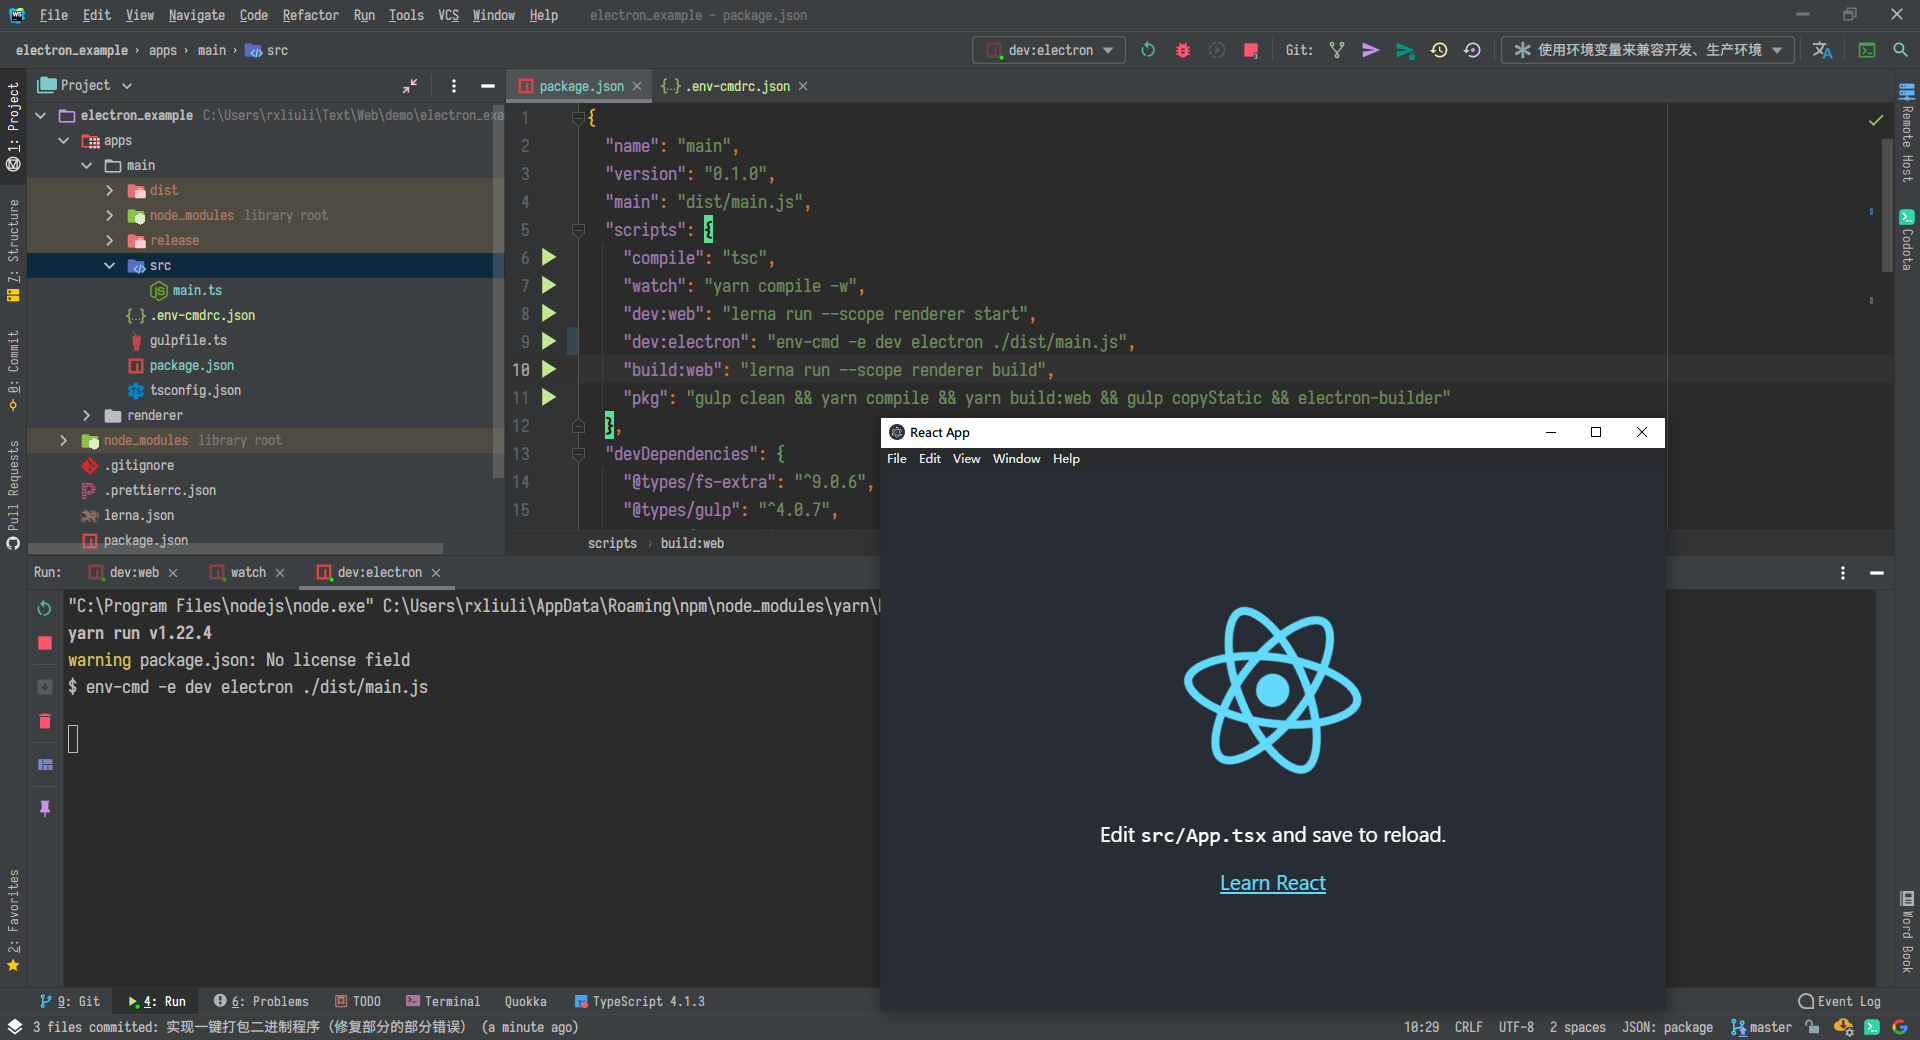 File Edit View Navigate Code Refactor Run Tools VCS Window Help electron_example - package.json
electron_example › apps › main › src
dev:electron
Git:
使用环境变量来兼容开发、生产环境
Project
electron_example C:\Users\rxliuli\Text\Web\demo\electron_exa
apps
main
dist
node_modules library root
release
src
main.ts
.env-cmdrc.json
gulpfile.ts
package.json
tsconfig.json
renderer
node_modules library root
.gitignore
.prettierrc.json
lerna.json
package.json
1: Project
7: Structure
0: Commit
Pull Requests
2: Favorites
package.json
.env-cmdrc.json
1 {
2 "name": "main",
3 "version": "0.1.0",
4 "main": "dist/main.js",
5 "scripts": {
6 "compile": "tsc",
7 "watch": "yarn compile -w",
8 "dev:web": "lerna run --scope renderer start",
9 "dev:electron": "env-cmd -e dev electron ./dist/main.js",
10 "build:web": "lerna run --scope renderer build",
11 "pkg": "gulp clean && yarn compile && yarn build:web && gulp copyStatic && electron-builder"
12 },
13 "devDependencies": {
14 "@types/fs-extra": "^9.0.6",
15 "@types/gulp": "^4.0.7",
scripts › build:web
Remote Host
Codota
Word Book
React App
File Edit View Window Help
Edit src/App.tsx and save to reload.
Learn React
Run: dev:web watch dev:electron
"C:\Program Files\nodejs\node.exe" C:\Users\rxliuli\AppData\Roaming\npm\node_modules\yarn\
yarn run v1.22.4
warning package.json: No license field
$ env-cmd -e dev electron ./dist/main.js
9: Git 4: Run 6: Problems TODO Terminal Quokka TypeScript 4.1.3 Event Log
3 files committed: 实现一键打包二进制程序（修复部分的部分错误） (a minute ago) 10:29 CRLF UTF-8 2 spaces JSON: package master